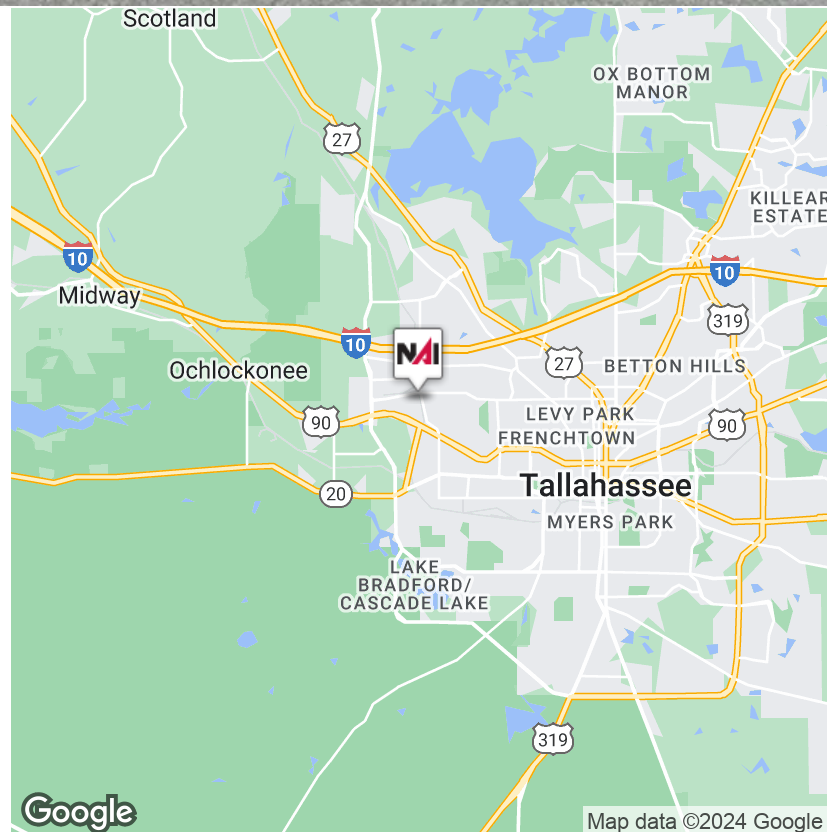 Scotland
OX BOTTOM
MANOR
27
KILLEAR
ESTATE
10
10
Midway
319
10
NAI
27
BETTON HILLS
Ochlockonee
LEVY PARK
90
90
FRENCHTOWN
Tallahassee
20
MYERS PARK
LAKE
BRADFORD/
CASCADE LAKE
319
Google
Map data ©2024 Google